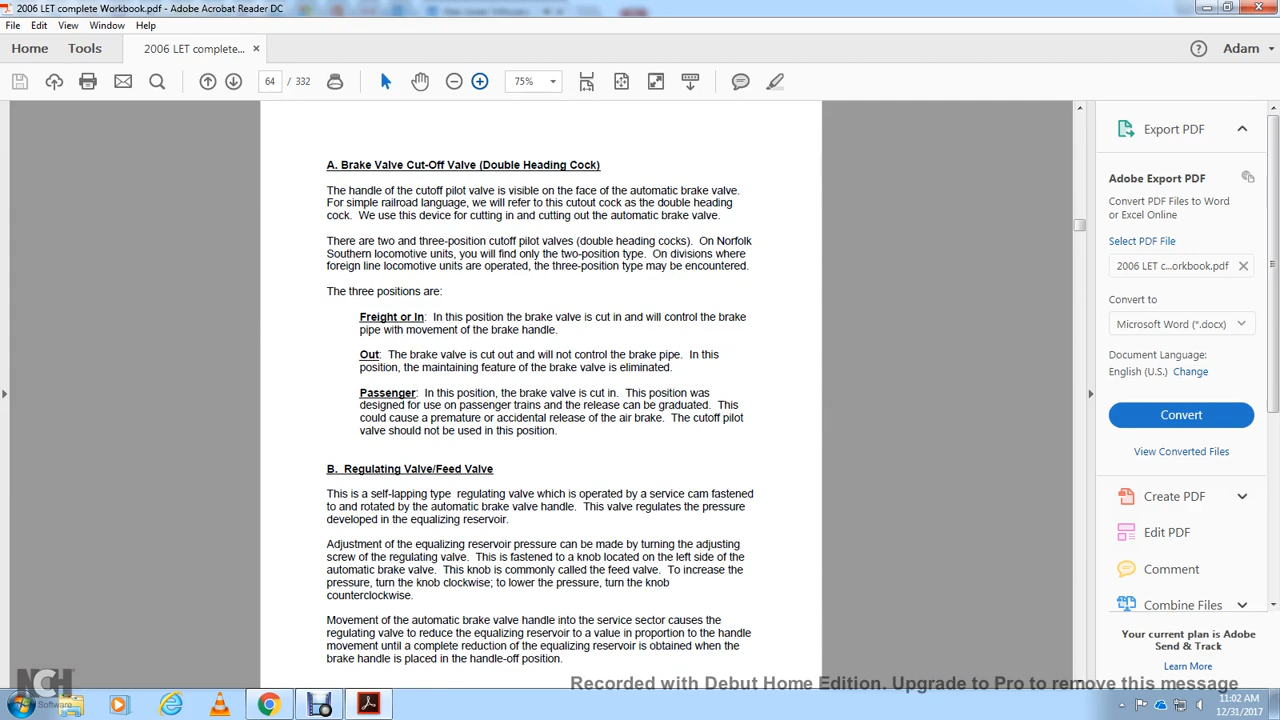 2006 LET complete Workbook.pdf - Adobe Acrobat Reader DC
File Edit View Window Help
Home Tools 2006 LET complete... × Adam
64 / 332 75%
A. Brake Valve Cut-Off Valve (Double Heading Cock)
The handle of the cutoff pilot valve is visible on the face of the automatic brake valve.
For simple railroad language, we will refer to this cutout cock as the double heading
cock. We use this device for cutting in and cutting out the automatic brake valve.
There are two and three-position cutoff pilot valves (double heading cocks). On Norfolk
Southern locomotive units, you will find only the two-position type. On divisions where
foreign line locomotive units are operated, the three-position type may be encountered.
The three positions are:
Freight or In: In this position the brake valve is cut in and will control the brake
pipe with movement of the brake handle.
Out: The brake valve is cut out and will not control the brake pipe. In this
position, the maintaining feature of the brake valve is eliminated.
Passenger: In this position, the brake valve is cut in. This position was
designed for use on passenger trains and the release can be graduated. This
could cause a premature or accidental release of the air brake. The cutoff pilot
valve should not be used in this position.
B. Regulating Valve/Feed Valve
This is a self-lapping type regulating valve which is operated by a service cam fastened
to and rotated by the automatic brake valve handle. This valve regulates the pressure
developed in the equalizing reservoir.
Adjustment of the equalizing reservoir pressure can be made by turning the adjusting
screw of the regulating valve. This is fastened to a knob located on the left side of the
automatic brake valve. This knob is commonly called the feed valve. To increase the
pressure, turn the knob clockwise; to lower the pressure, turn the knob
counterclockwise.
Movement of the automatic brake valve handle into the service sector causes the
regulating valve to reduce the equalizing reservoir to a value in proportion to the handle
movement until a complete reduction of the equalizing reservoir is obtained when the
brake handle is placed in the handle-off position.
Export PDF
Adobe Export PDF
Convert PDF Files to Word
or Excel Online
Select PDF File
2006 LET c...orkbook.pdf
Convert to
Microsoft Word (*.docx)
Document Language:
English (U.S.) Change
Convert
View Converted Files
Create PDF
Edit PDF
Comment
Combine Files
Your current plan is Adobe
Send & Track
Learn More
NCH
Software
Recorded with Debut Home Edition. Upgrade to Pro to remove this message
11:02 AM
12/31/2017